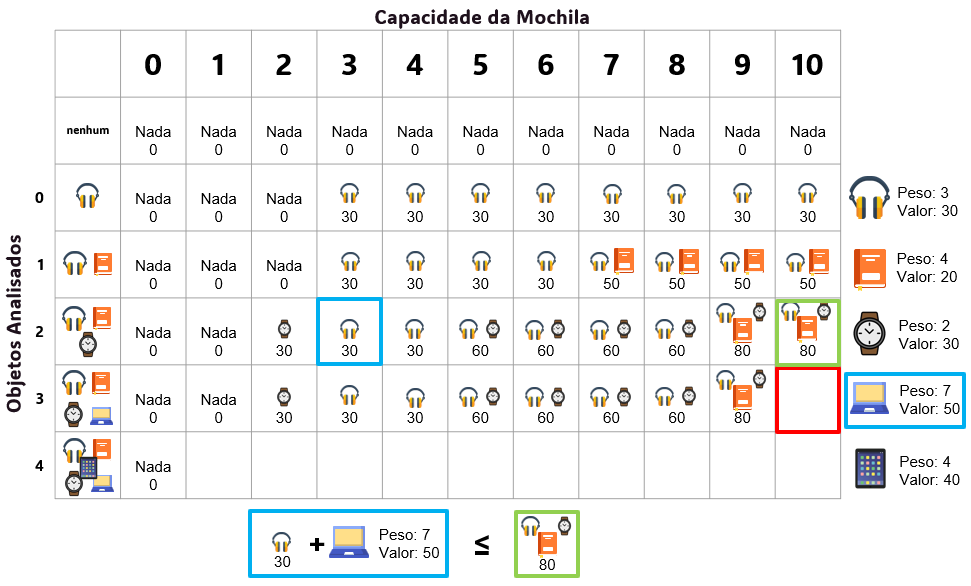 Capacidade da Mochila
0 1 2 3 4 5 6 7 8 9 10
nenhum Nada Nada Nada Nada Nada Nada Nada Nada Nada Nada Nada
0 0 0 0 0 0 0 0 0 0 0
Objetos Analisados
0 Nada Nada Nada
0 0 0 30 30 30 30 30 30 30 30
Peso: 3
Valor: 30
1 Nada Nada Nada
0 0 0 30 30 30 30 50 50 50 50
Peso: 4
Valor: 20
2 Nada Nada
0 0 30 30 30 60 60 60 60 80 80
Peso: 2
Valor: 30
3 Nada Nada
0 0 30 30 30 60 60 60 60 80
Peso: 7
Valor: 50
4 Nada
0
Peso: 4
Valor: 40
30 + Peso: 7
Valor: 50
≤
80